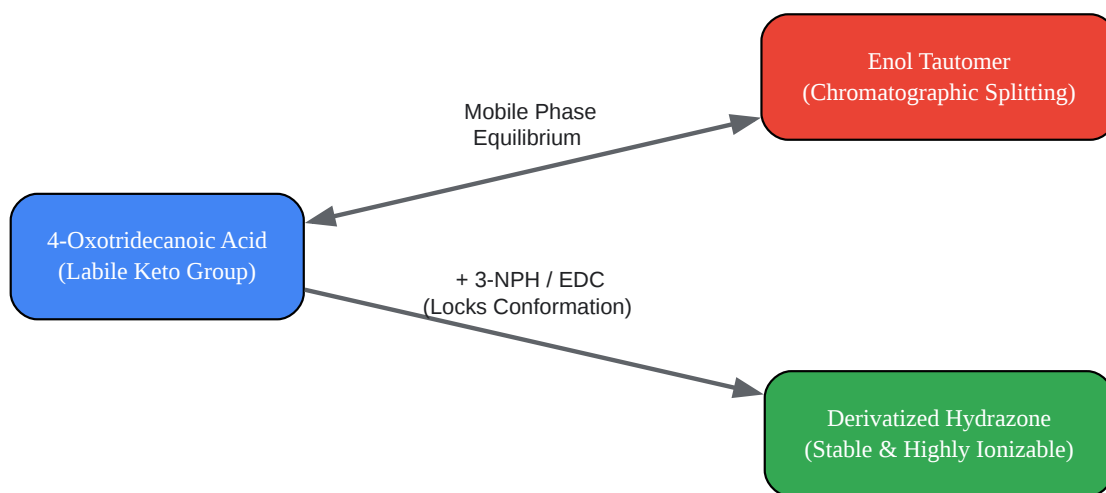 Enol Tautomer
(Chromatographic Splitting)
Mobile Phase
Equilibrium
4-Oxotridecanoic Acid
(Labile Keto Group)
+ 3-NPH / EDC
(Locks Conformation)
Derivatized Hydrazone
(Stable & Highly Ionizable)